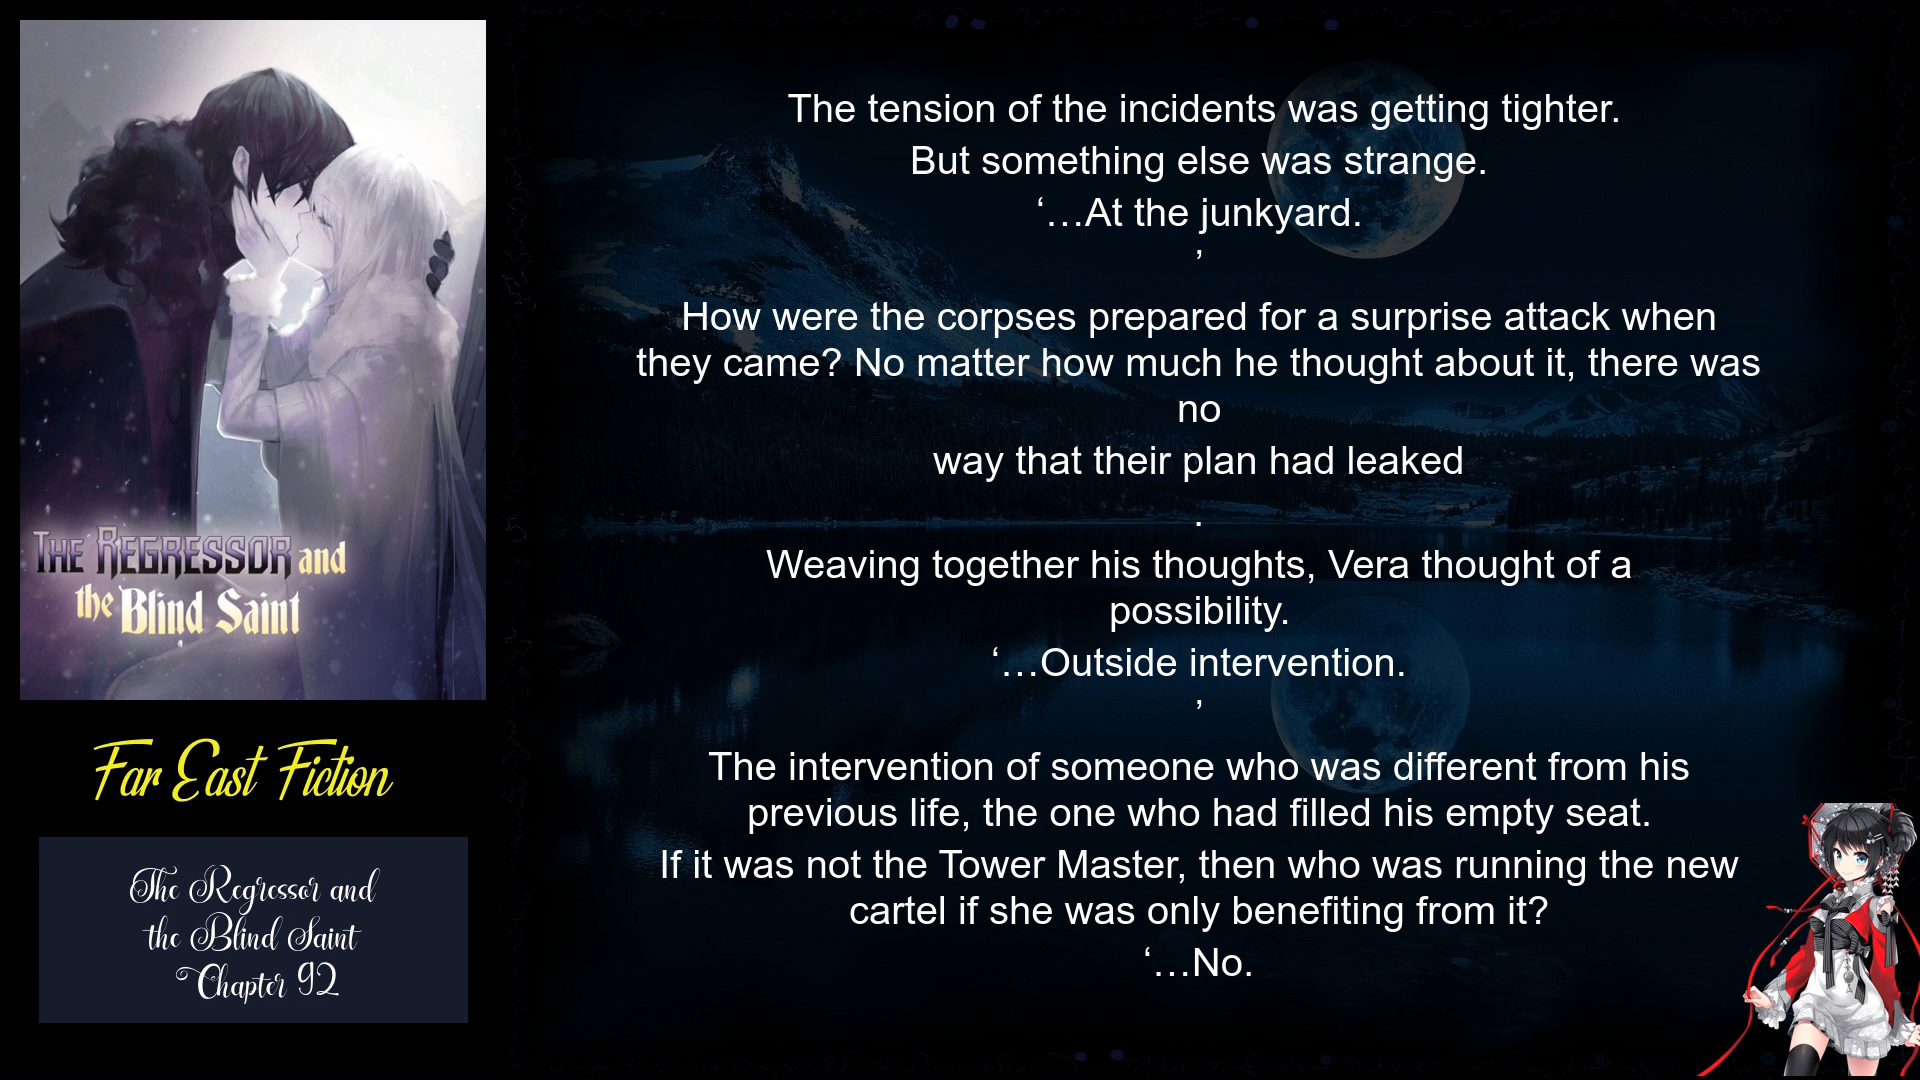 THE REGRESSOR and
the Blind Saint
Far East Fiction
The Regressor and
the Blind Saint
Chapter 92
The tension of the incidents was getting tighter.
But something else was strange.
‘…At the junkyard.
’
How were the corpses prepared for a surprise attack when
they came? No matter how much he thought about it, there was
no
way that their plan had leaked
.
Weaving together his thoughts, Vera thought of a
possibility.
‘…Outside intervention.
’
The intervention of someone who was different from his
previous life, the one who had filled his empty seat.
If it was not the Tower Master, then who was running the new
cartel if she was only benefiting from it?
‘…No.